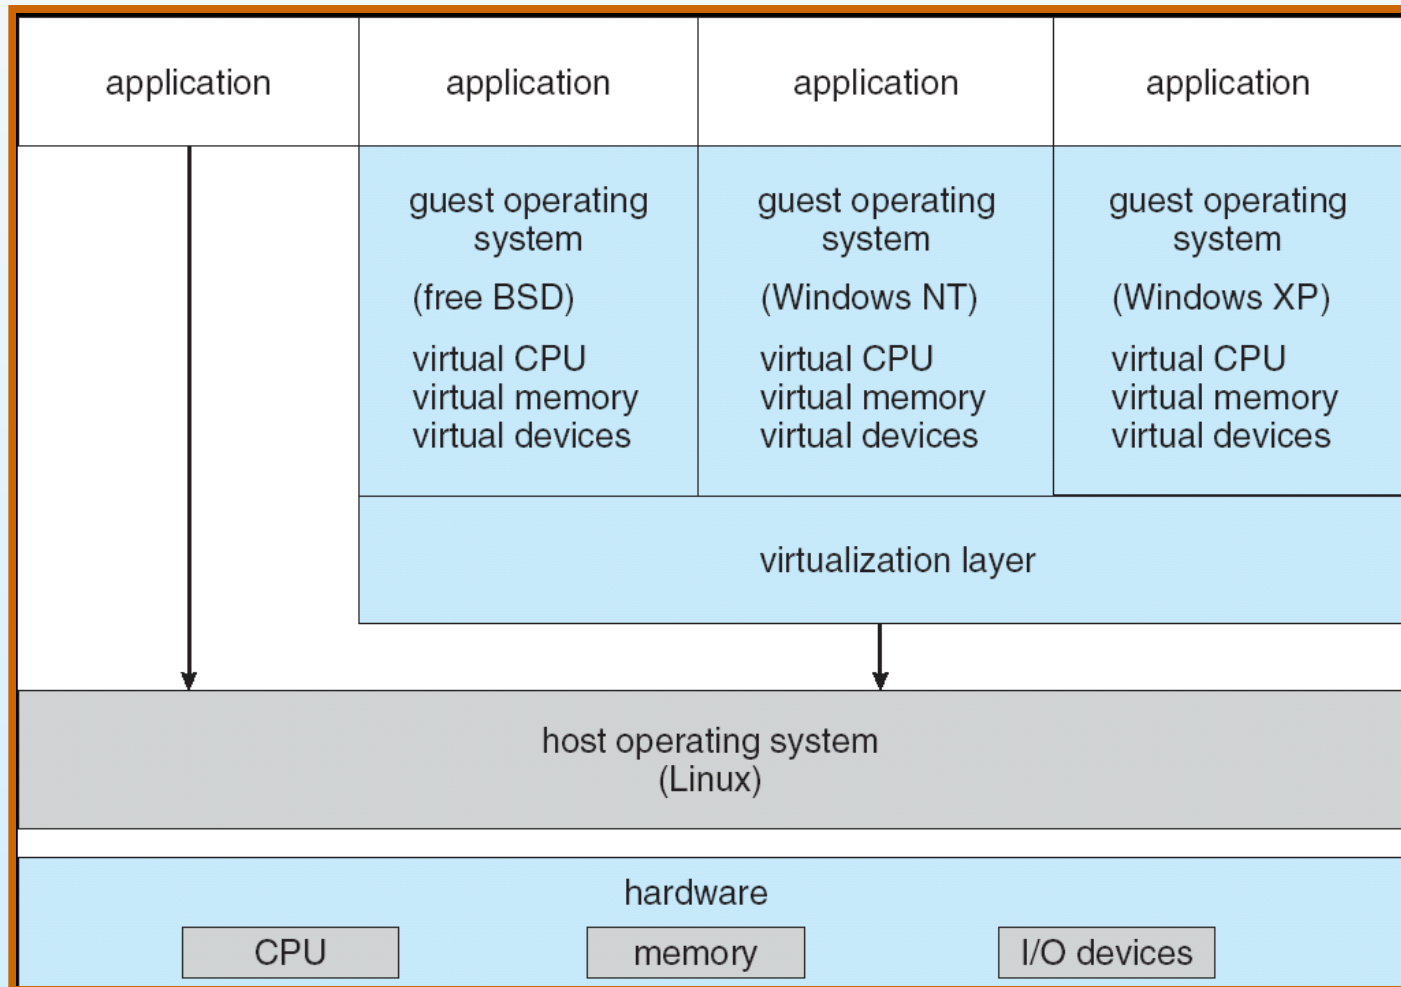 application
application
application
application
guest operating
system
(free BSD)
virtual CPU
virtual memory
virtual devices
guest operating
system
(Windows NT)
virtual CPU
virtual memory
virtual devices
guest operating
system
(Windows XP)
virtual CPU
virtual memory
virtual devices
virtualization layer
host operating system
(Linux)
hardware
CPU
memory
I/O devices